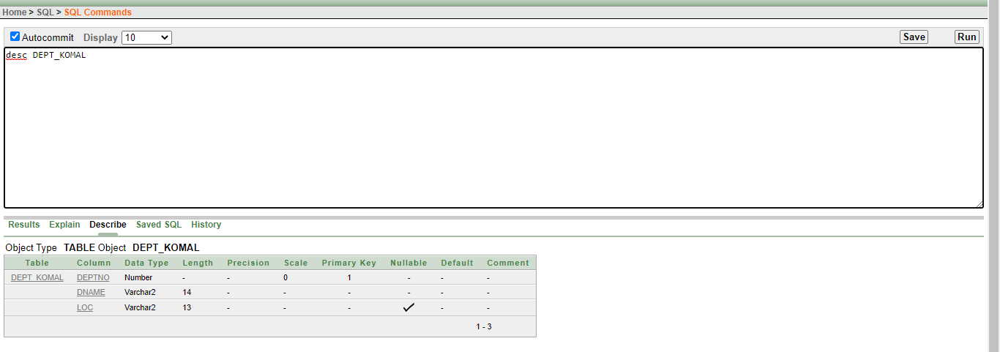 Home > SQL > SQL Commands
Autocommit Display 10 Save Run
desc DEPT_KOMAL
Results Explain Describe Saved SQL History
Object Type TABLE Object DEPT_KOMAL
Table Column Data Type Length Precision Scale Primary Key Nullable Default Comment
DEPT_KOMAL DEPTNO Number - - 0 1 - - -
DNAME Varchar2 14 - - - - - -
LOC Varchar2 13 - - - ✓ - -
1 - 3